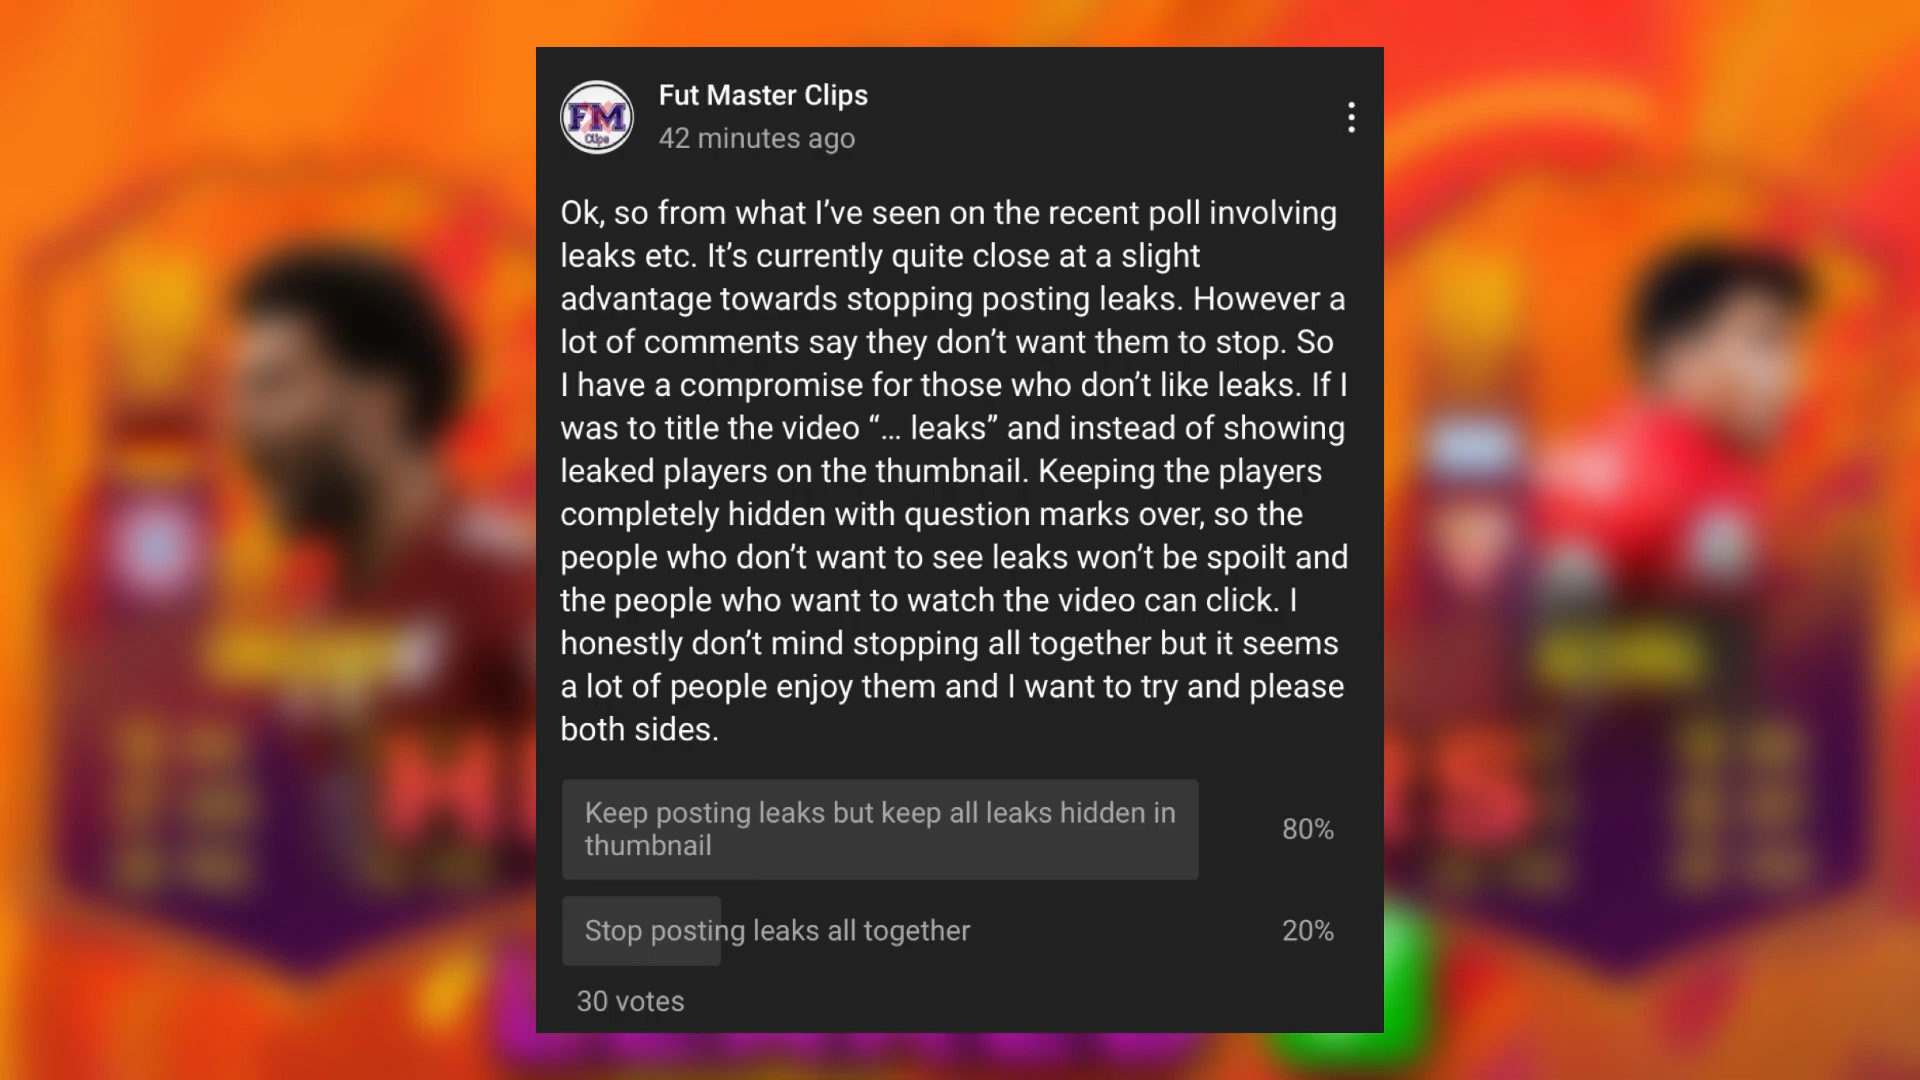 FM
Clips
Fut Master Clips
42 minutes ago
Ok, so from what I’ve seen on the recent poll involving
leaks etc. It’s currently quite close at a slight
advantage towards stopping posting leaks. However a
lot of comments say they don’t want them to stop. So
I have a compromise for those who don’t like leaks. If I
was to title the video “... leaks” and instead of showing
leaked players on the thumbnail. Keeping the players
completely hidden with question marks over, so the
people who don’t want to see leaks won’t be spoilt and
the people who want to watch the video can click. I
honestly don’t mind stopping all together but it seems
a lot of people enjoy them and I want to try and please
both sides.
Keep posting leaks but keep all leaks hidden in
thumbnail
80%
Stop posting leaks all together
20%
30 votes